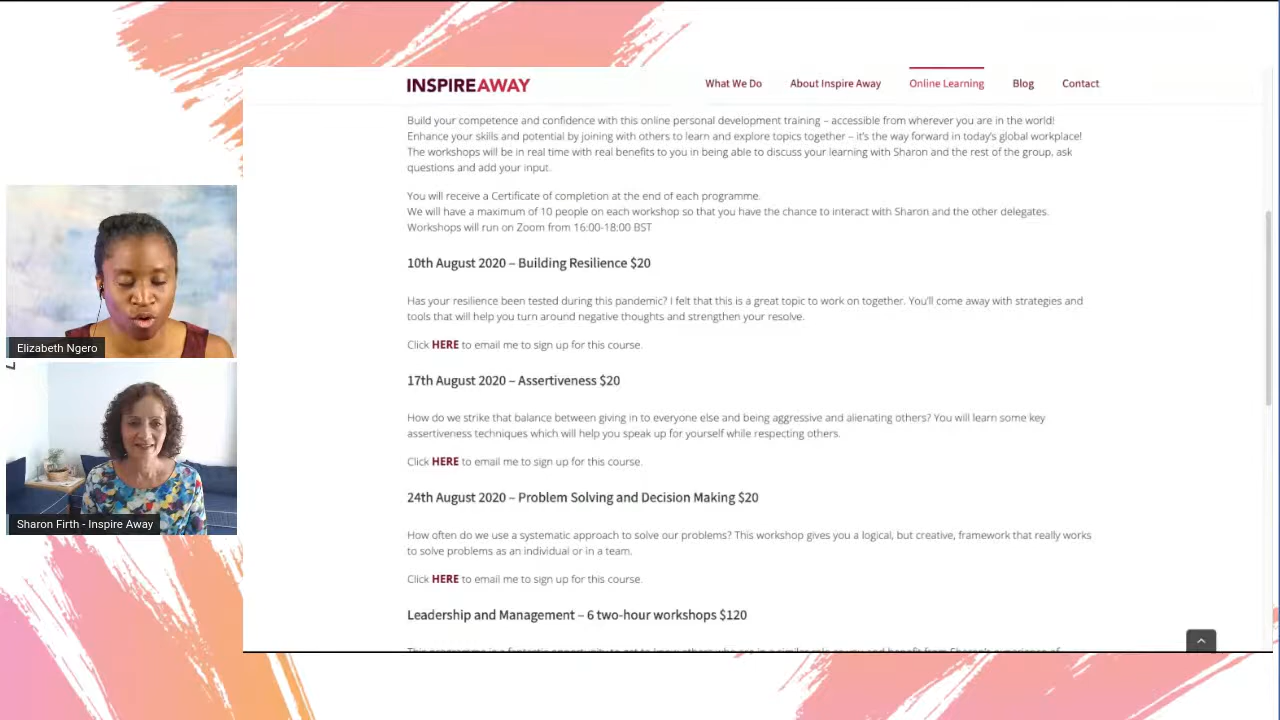 INSPIREAWAY
What We Do
About Inspire Away
Online Learning
Blog
Contact
Build your competence and confidence with this online personal development training – accessible from wherever you are in the world!
Enhance your skills and potential by joining with others to learn and explore topics together – it's the way forward in today's global workplace!
The workshops will be in real time with real benefits to you in being able to discuss your learning with Sharon and the rest of the group, ask
questions and add your input.
You will receive a Certificate of completion at the end of each programme.
We will have a maximum of 10 people on each workshop so that you have the chance to interact with Sharon and the other delegates.
Workshops will run on Zoom from 16:00-18:00 BST
10th August 2020 – Building Resilience $20
Has your resilience been tested during this pandemic? I felt that this is a great topic to work on together. You'll come away with strategies and
tools that will help you turn around negative thoughts and strengthen your resolve.
Click HERE to email me to sign up for this course.
17th August 2020 – Assertiveness $20
How do we strike that balance between giving in to everyone else and being aggressive and alienating others? You will learn some key
assertiveness techniques which will help you speak up for yourself while respecting others.
Click HERE to email me to sign up for this course.
24th August 2020 – Problem Solving and Decision Making $20
How often do we use a systematic approach to solve our problems? This workshop gives you a logical, but creative, framework that really works
to solve problems as an individual or in a team.
Click HERE to email me to sign up for this course.
Leadership and Management – 6 two-hour workshops $120
Elizabeth Ngero
Sharon Firth - Inspire Away